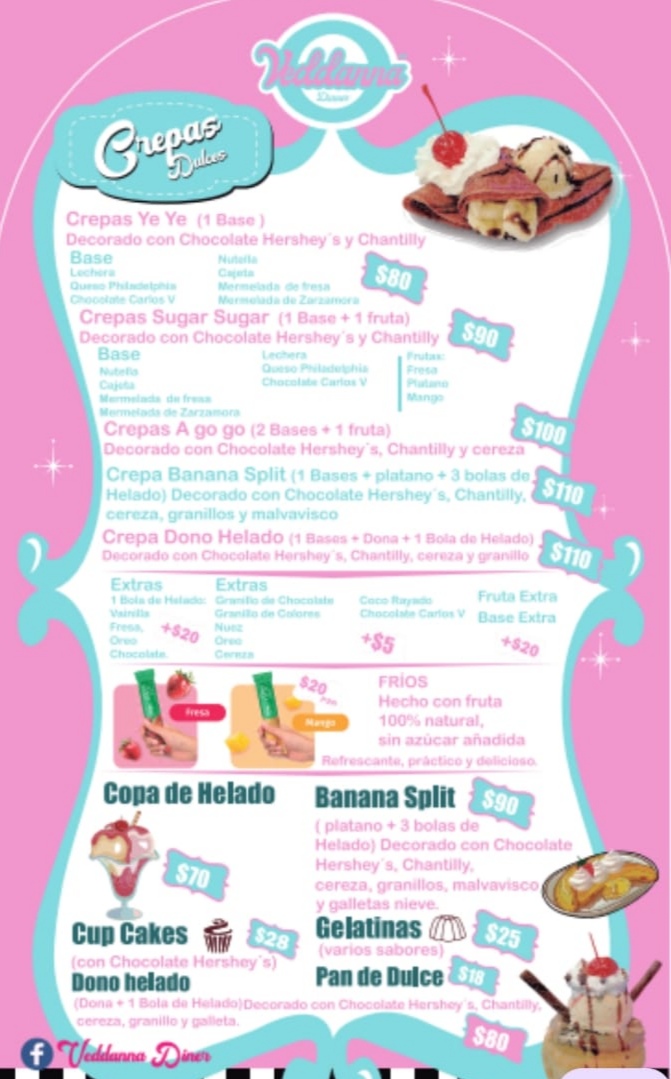 Veddanna
Diner
Crepas
Dulces
Crepas Ye Ye (1 Base )
Decorado con Chocolate Hershey´s y Chantilly
Base
Lechera
Queso Philadelphia
Chocolate Carlos V
Nutella
Cajeta
Mermelada de fresa
Mermelada de Zarzamora
$80
Crepas Sugar Sugar (1 Base + 1 fruta)
Decorado con Chocolate Hershey´s y Chantilly
$90
Base
Nutella
Cajeta
Mermelada de fresa
Mermelada de Zarzamora
Lechera
Queso Philadelphia
Chocolate Carlos V
Frutas:
Fresa
Platano
Mango
Crepas A go go (2 Bases + 1 fruta)
Decorado con Chocolate Hershey´s, Chantilly y cereza
$100
Crepa Banana Split (1 Bases + platano + 3 bolas de
Helado) Decorado con Chocolate Hershey´s, Chantilly,
cereza, granillos y malvavisco
$110
Crepa Dono Helado (1 Bases + Dona + 1 Bola de Helado)
Decorado con Chocolate Hershey´s, Chantilly, cereza y granillo
$110
Extras
1 Bola de Helado:
Vainilla
Fresa,
Oreo
Chocolate.
+$20
Extras
Granillo de Chocolate
Granillo de Colores
Nuez
Oreo
Cereza
Coco Rayado
Chocolate Carlos V
+$5
Fruta Extra
Base Extra
+$20
Fresa
$20
Mango
FRÍOS
Hecho con fruta
100% natural,
sin azúcar añadida
Refrescante, práctico y delicioso.
Copa de Helado
$70
Banana Split
$90
( platano + 3 bolas de
Helado) Decorado con Chocolate
Hershey´s, Chantilly,
cereza, granillos, malvavisco
y galletas nieve.
Cup Cakes
$28
(con Chocolate Hershey´s)
Gelatinas
$25
(varios sabores)
Pan de Dulce
$18
Dono helado
(Dona + 1 Bola de Helado)Decorado con Chocolate Hershey´s, Chantilly,
cereza, granillo y galleta.
$80
Veddanna Diner